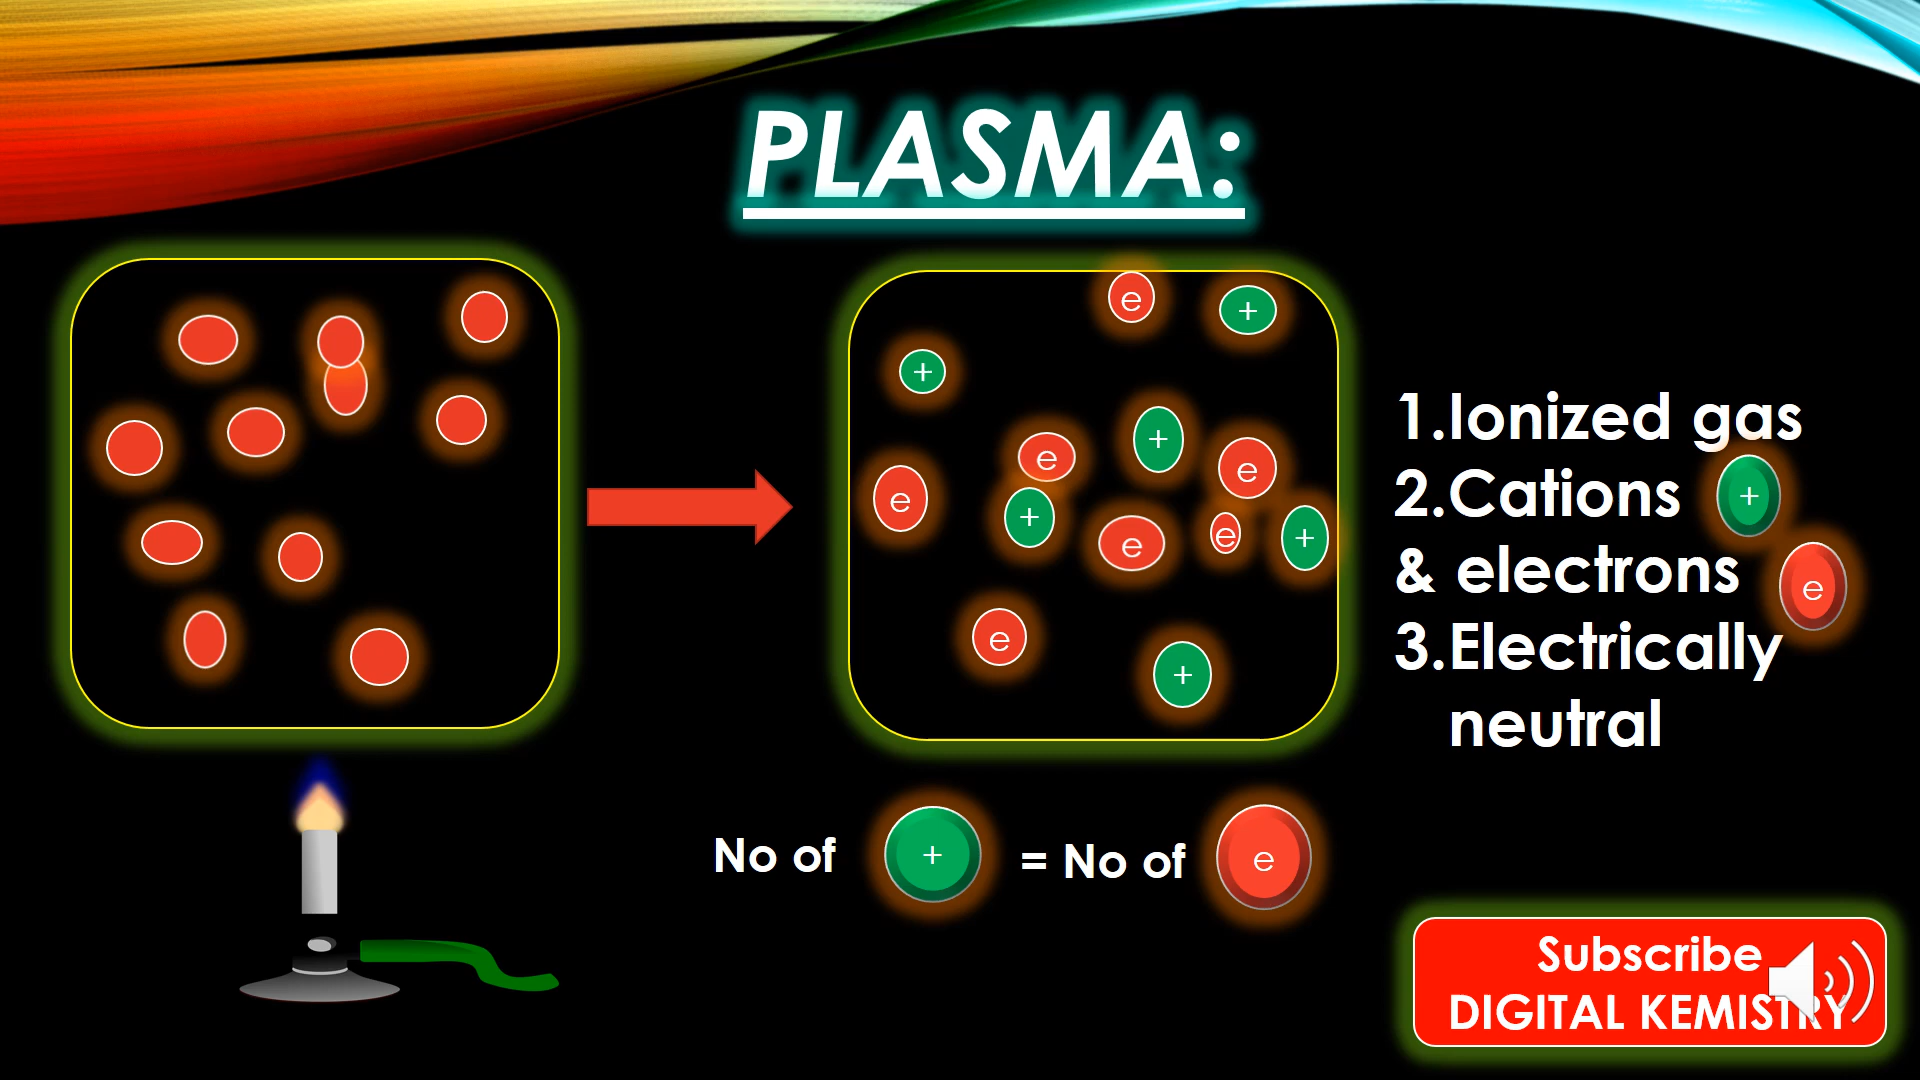 PLASMA:
e
+
+
+
e
e
e
+
e
e
+
e
+
1.Ionized gas
2.Cations +
& electrons e
3.Electrically
neutral
No of + = No of e
Subscribe
DIGITAL KEMISTRY